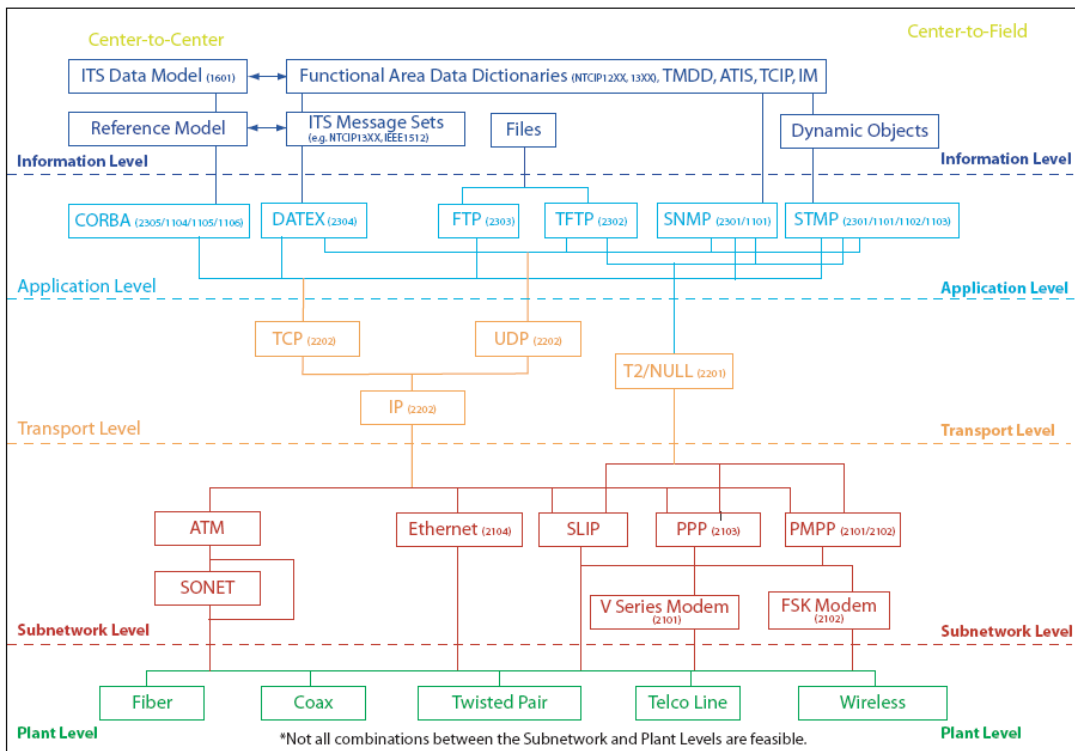 Center-to-Center
Center-to-Field
ITS Data Model (1601)
Functional Area Data Dictionaries (NTCIP12XX, 13XX), TMDD, ATIS, TCIP, IM
Reference Model
ITS Message Sets
(e.g. NTCIP13XX, IEEE1512)
Files
Dynamic Objects
Information Level
Information Level
CORBA (2305/1104/1105/1106)
DATEX (2304)
FTP (2303)
TFTP (2302)
SNMP (2301/1101)
STMP (2301/1101/1102/1103)
Application Level
Application Level
TCP (2202)
UDP (2202)
T2/NULL (2201)
IP (2202)
Transport Level
Transport Level
ATM
Ethernet (2104)
SLIP
PPP (2103)
PMPP (2101/2102)
SONET
V Series Modem
(2101)
FSK Modem
(2102)
Subnetwork Level
Subnetwork Level
Fiber
Coax
Twisted Pair
Telco Line
Wireless
Plant Level
*Not all combinations between the Subnetwork and Plant Levels are feasible.
Plant Level